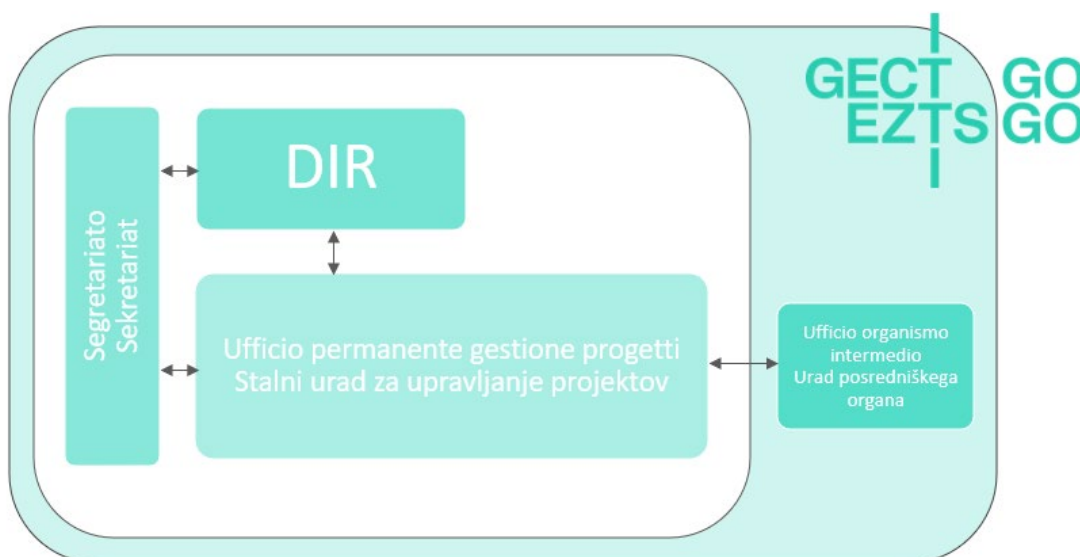 GECT GO
EZTS GO
DIR
Segretariato
Sekretariat
Ufficio permanente gestione progetti
Stalni urad za upravljanje projektov
Ufficio organismo
intermedio
Urad posredniškega
organa